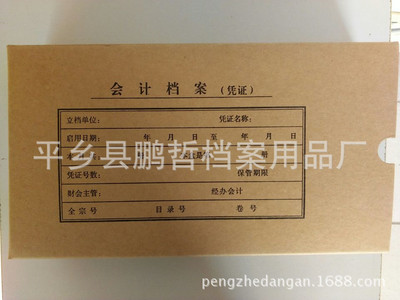 会计档案（凭证）
立档单位： 凭证名称：
启用日期： 年 月 日 至 年 月 日
平乡县鹏哲档案用品厂
凭证号数： 保管期限
财会主管： 经办会计
全宗号 目录号 卷号
pengzhedangan.1688.com